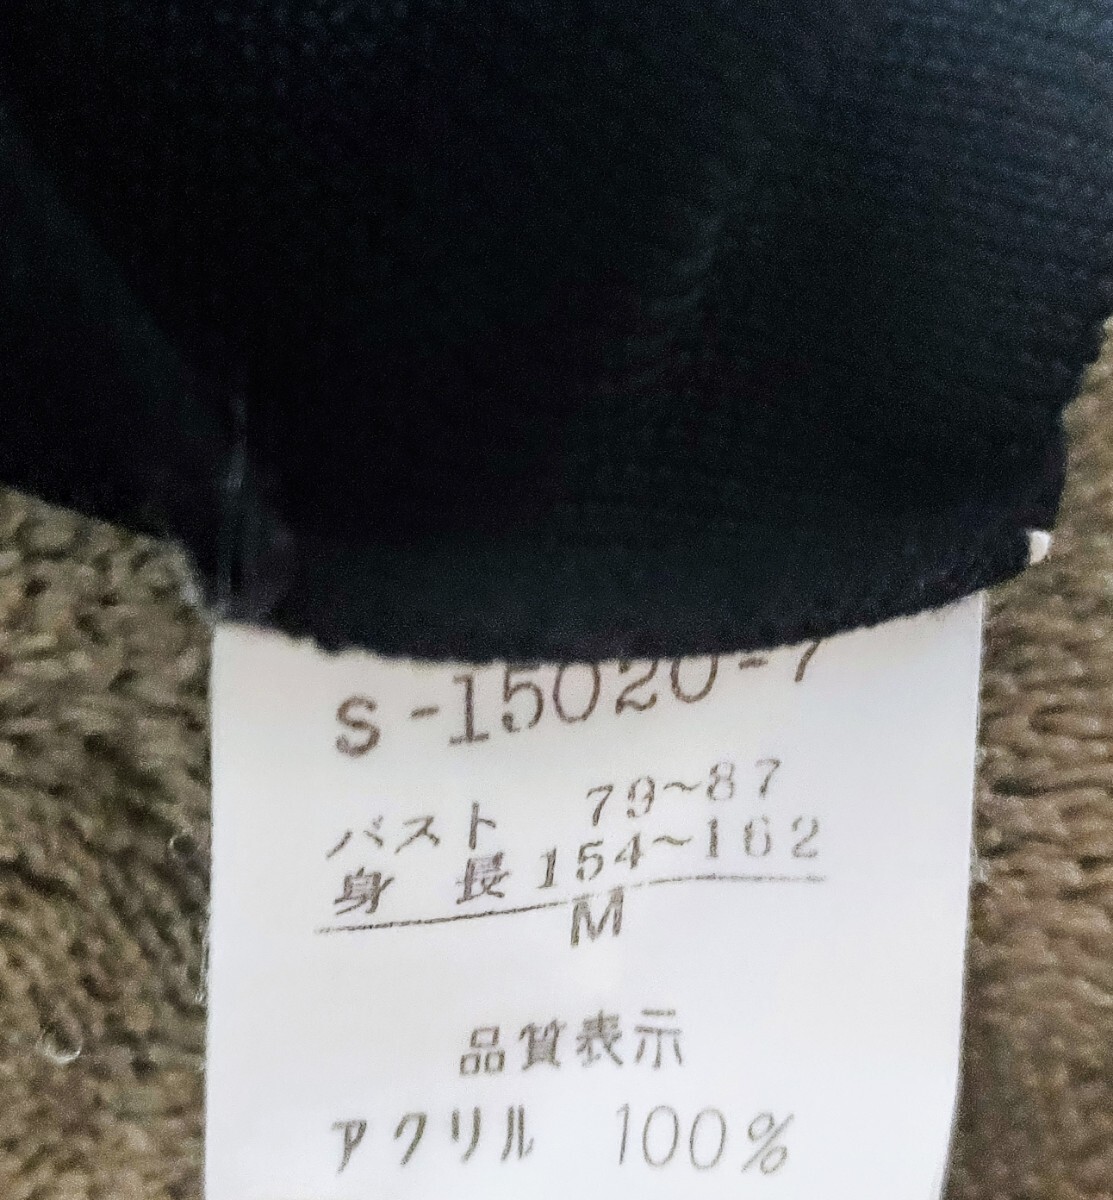 S-15020-7
バスト 79~87
身 長 154~162
M
品質表示
アクリル 100%